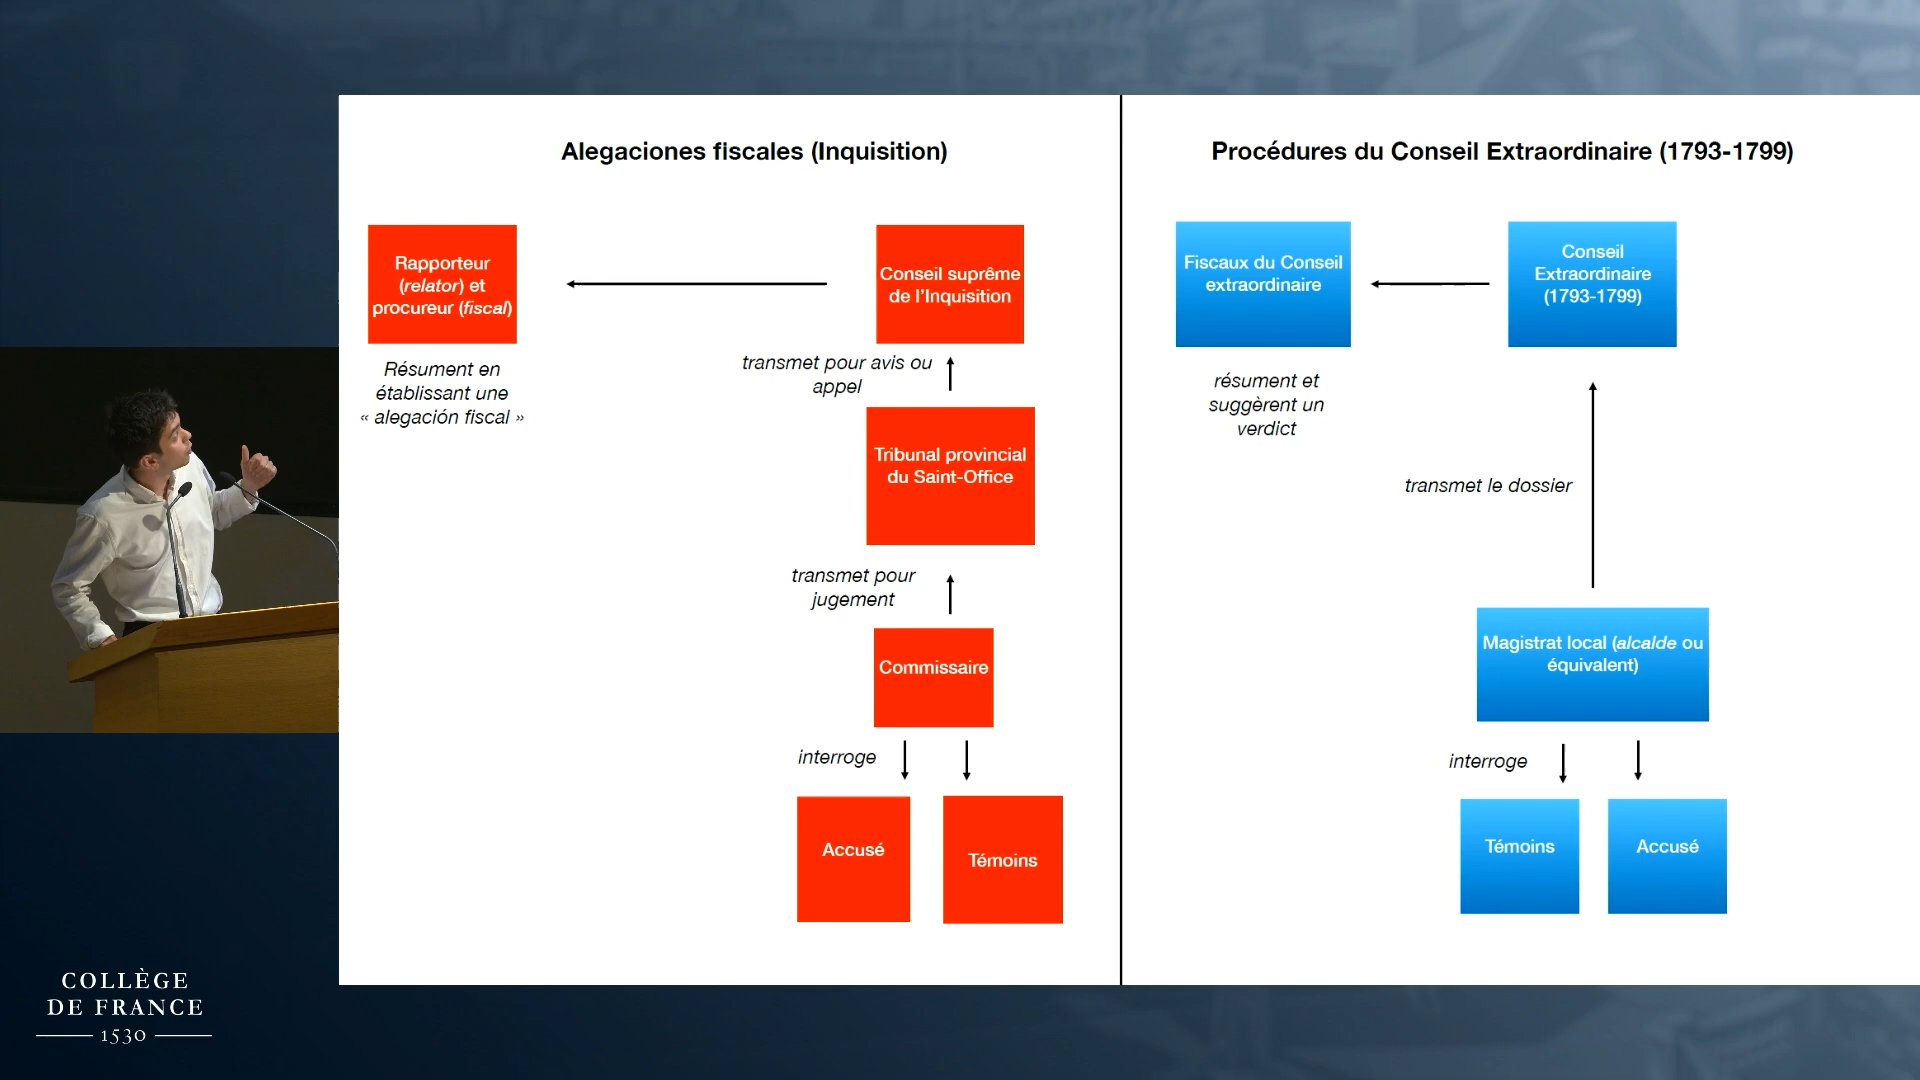 Alegaciones fiscales (Inquisition)
Rapporteur
(relator) et
procureur (fiscal)
Résument en
établissant une
« alegación fiscal »
Conseil suprême
de l'Inquisition
transmet pour avis ou
appel
Tribunal provincial
du Saint-Office
transmet pour
jugement
Commissaire
interroge
Accusé
Témoins
Procédures du Conseil Extraordinaire (1793-1799)
Fiscaux du Conseil
extraordinaire
résument et
suggèrent un
verdict
Conseil
Extraordinaire
(1793-1799)
transmet le dossier
Magistrat local (alcalde ou
équivalent)
interroge
Témoins
Accusé
COLLÈGE
DE FRANCE
1530